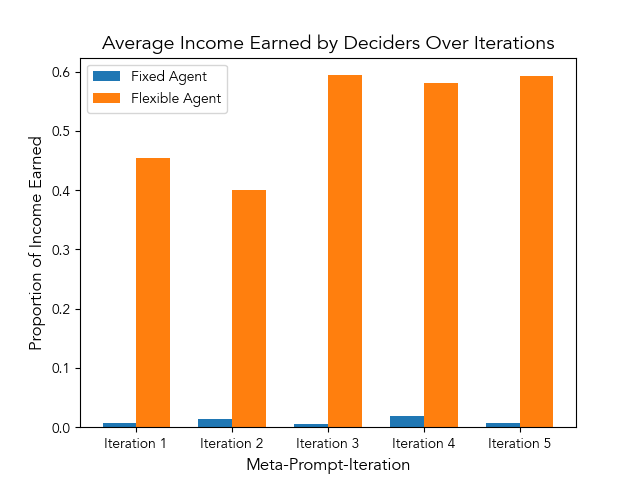 Average Income Earned by Deciders Over Iterations
Fixed Agent
Flexible Agent
Proportion of Income Earned
0.6
0.5
0.4
0.3
0.2
0.1
0.0
Iteration 1
Iteration 2
Iteration 3
Iteration 4
Iteration 5
Meta-Prompt-Iteration